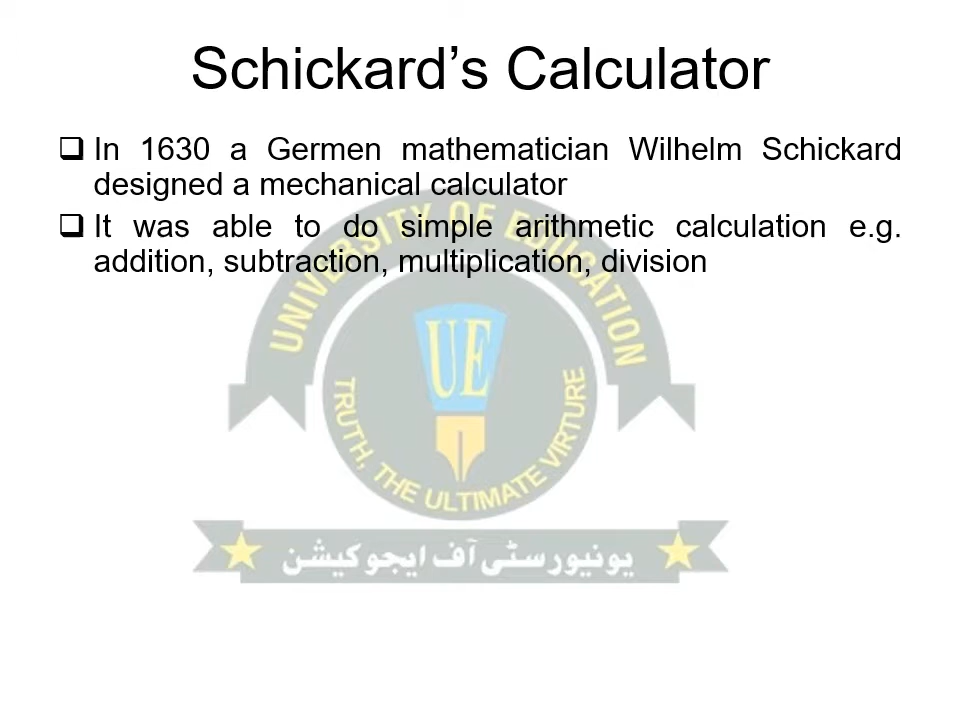 Schickard’s Calculator
❑ In 1630 a Germen mathematician Wilhelm Schickard
designed a mechanical calculator
❑ It was able to do simple arithmetic calculation e.g.
addition, subtraction, multiplication, division
UNIVERSITY OF EDUCATION
UE
TRUTH, THE ULTIMATE VIRTURE
یونیورسٹی آف ایجوکیشن